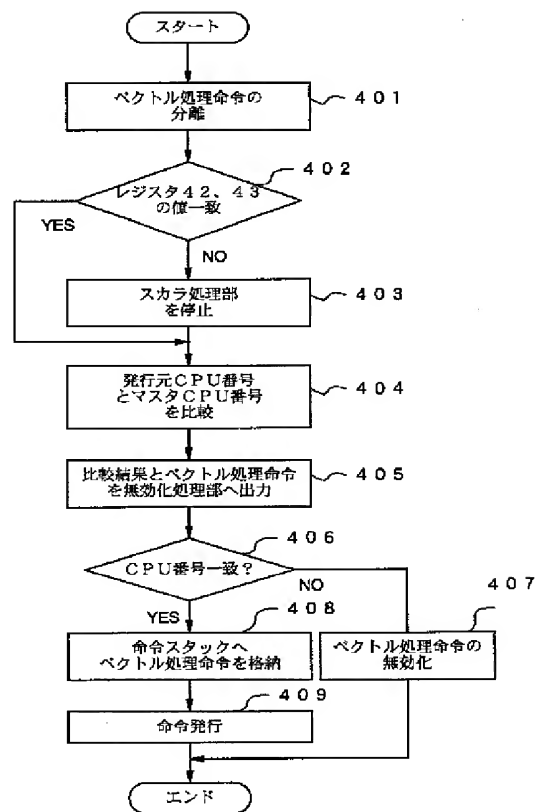 スタート
ベクトル処理命令の
分離
401
402
レジスタ42、43
の値一致
YES
NO
スカラ処理部
を停止
403
発行元CPU番号
とマスタCPU番号
を比較
404
比較結果とベクトル処理命令
を無効化処理部へ出力
405
406
CPU番号一致?
NO
YES
407
408
命令スタックへ
ベクトル処理命令を格納
ベクトル処理命令の
無効化
409
命令発行
エンド